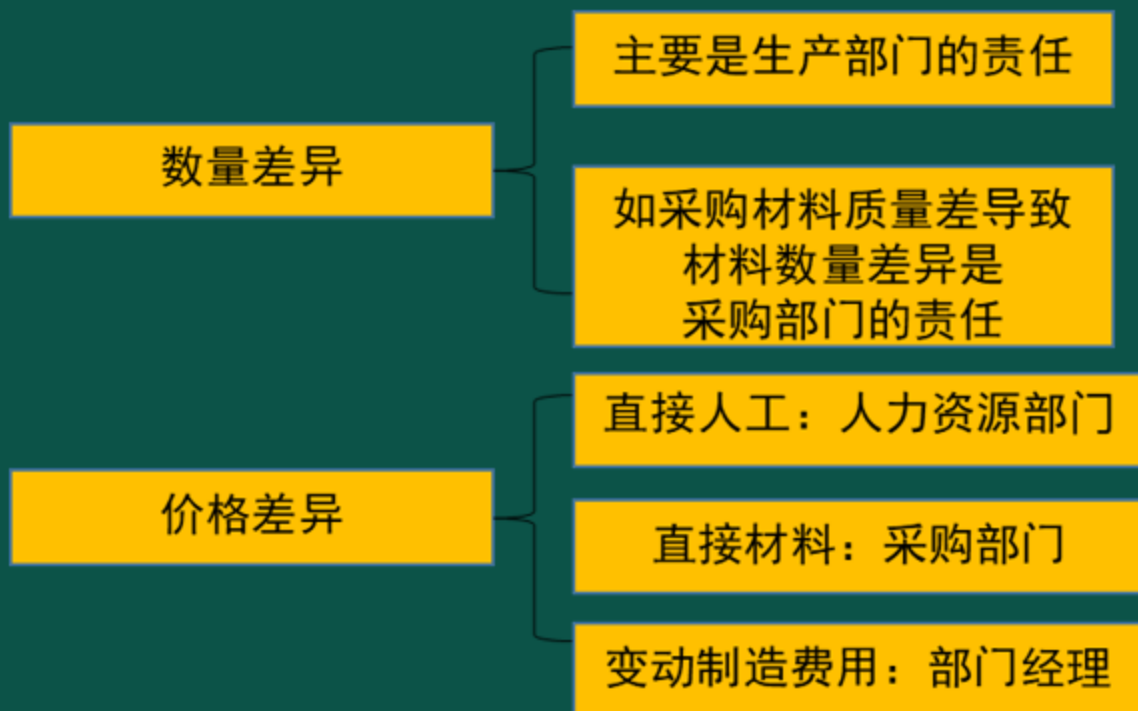 数量差异
主要是生产部门的责任
如采购材料质量差导致
材料数量差异是
采购部门的责任
价格差异
直接人工：人力资源部门
直接材料：采购部门
变动制造费用：部门经理